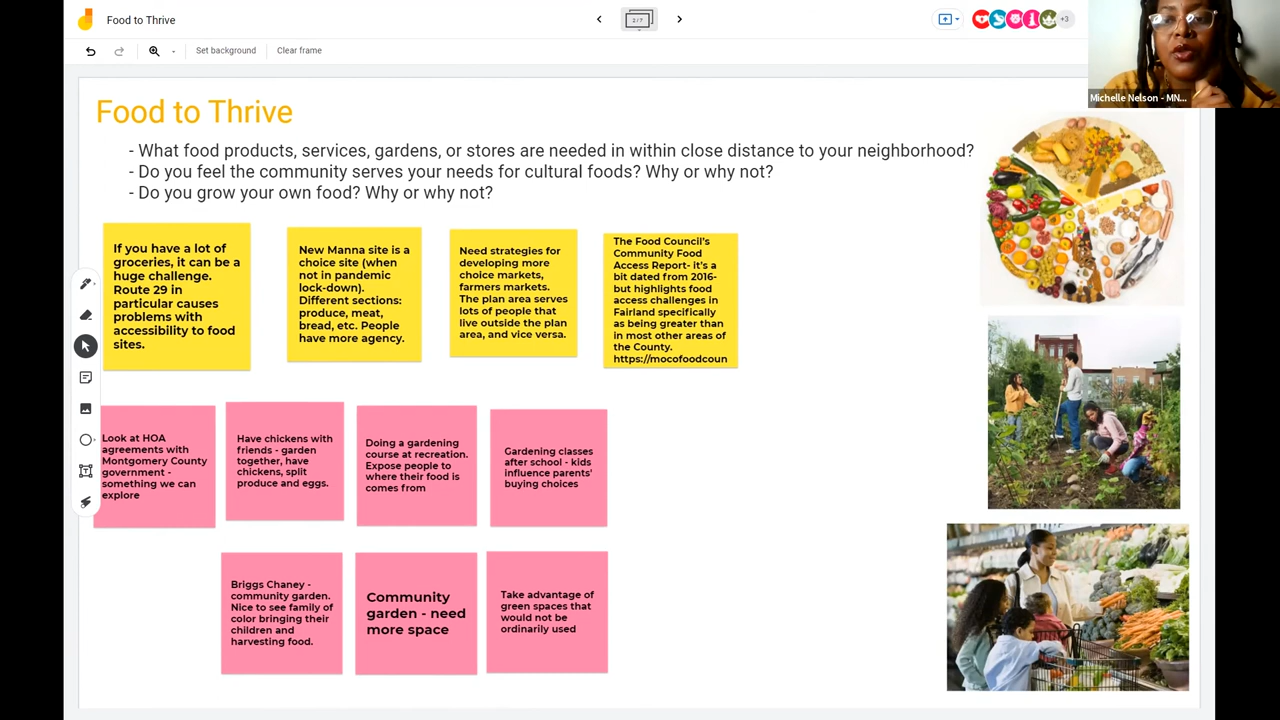 Food to Thrive
2 / 7
+3
Set background
Clear frame
Michelle Nelson - MN...
Food to Thrive
- What food products, services, gardens, or stores are needed in within close distance to your neighborhood?
- Do you feel the community serves your needs for cultural foods? Why or why not?
- Do you grow your own food? Why or why not?
If you have a lot of
groceries, it can be a
huge challenge.
Route 29 in
particular causes
problems with
accessibility to food
sites.
New Manna site is a
choice site (when
not in pandemic
lock-down).
Different sections:
produce, meat,
bread, etc. People
have more agency.
Need strategies for
developing more
choice markets,
farmers markets.
The plan area serves
lots of people that
live outside the plan
area, and vice versa.
The Food Council's
Community Food
Access Report- it's a
bit dated from 2016-
but highlights food
access challenges in
Fairland specifically
as being greater than
in most other areas of
the County.
https://mocofoodcoun
Look at HOA
agreements with
Montgomery County
government -
something we can
explore
Have chickens with
friends - garden
together, have
chickens, split
produce and eggs.
Doing a gardening
course at recreation.
Expose people to
where their food is
comes from
Gardening classes
after school - kids
influence parents'
buying choices
Briggs Chaney -
community garden.
Nice to see family of
color bringing their
children and
harvesting food.
Community
garden - need
more space
Take advantage of
green spaces that
would not be
ordinarily used